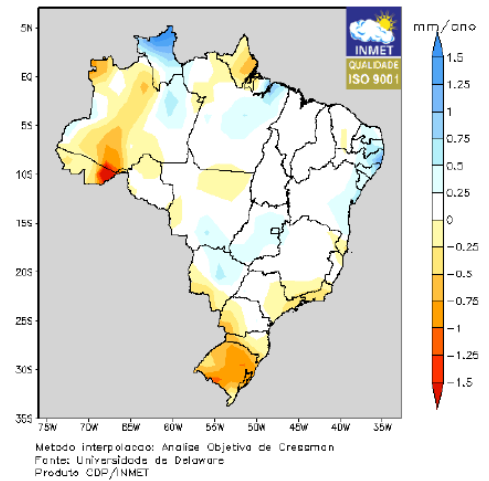 mm/ano
INMET
QUALIDADE
ISO 9001
5N
EQ
5S
10S
15S
20S
25S
30S
35S
75W 70W 65W 60W 55W 50W 45W 40W 35W
1.5
1.25
1
0.75
0.5
0.25
0
-0.25
-0.5
-0.75
-1
-1.25
-1.5
Metodo interpolacao: Analise Objetiva de Cressman
Fonte: Universidade de Delaware
Produto CDP/INMET